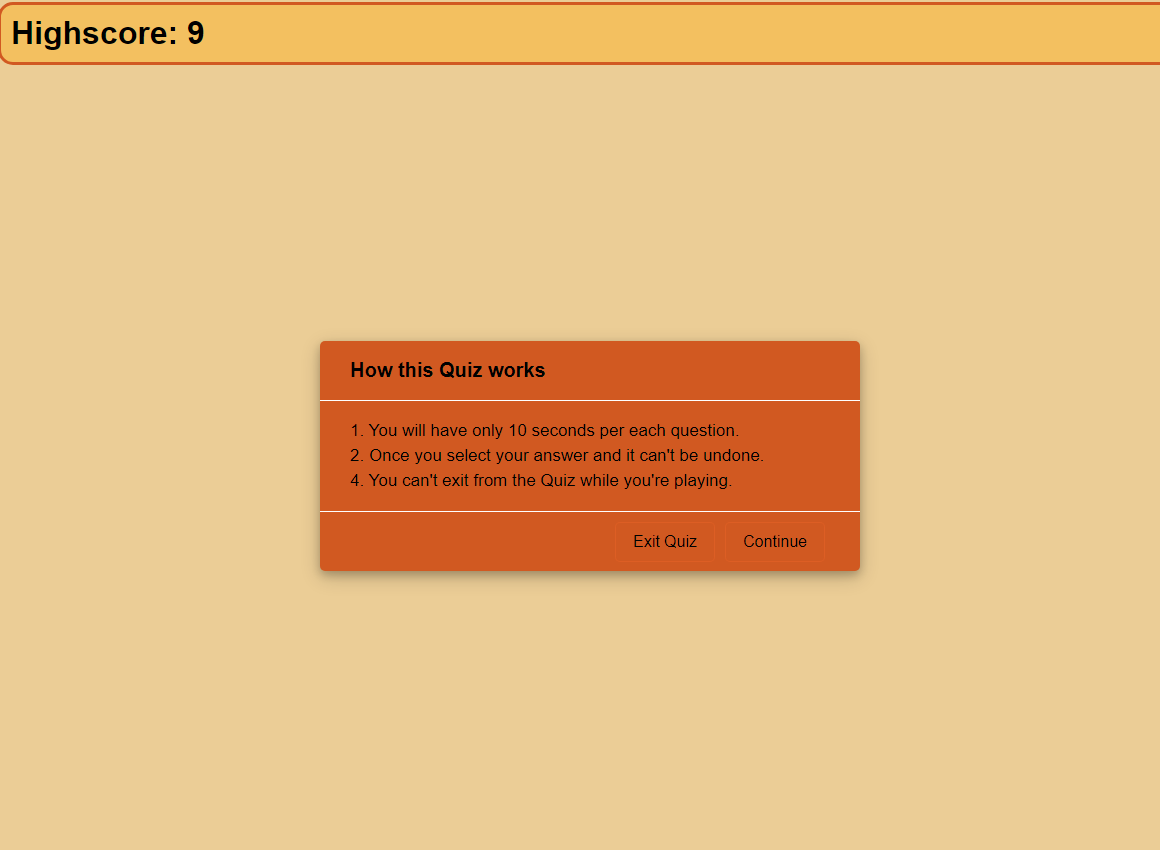 Highscore: 9
How this Quiz works
1. You will have only 10 seconds per each question.
2. Once you select your answer and it can't be undone.
4. You can't exit from the Quiz while you're playing.
Exit Quiz Continue